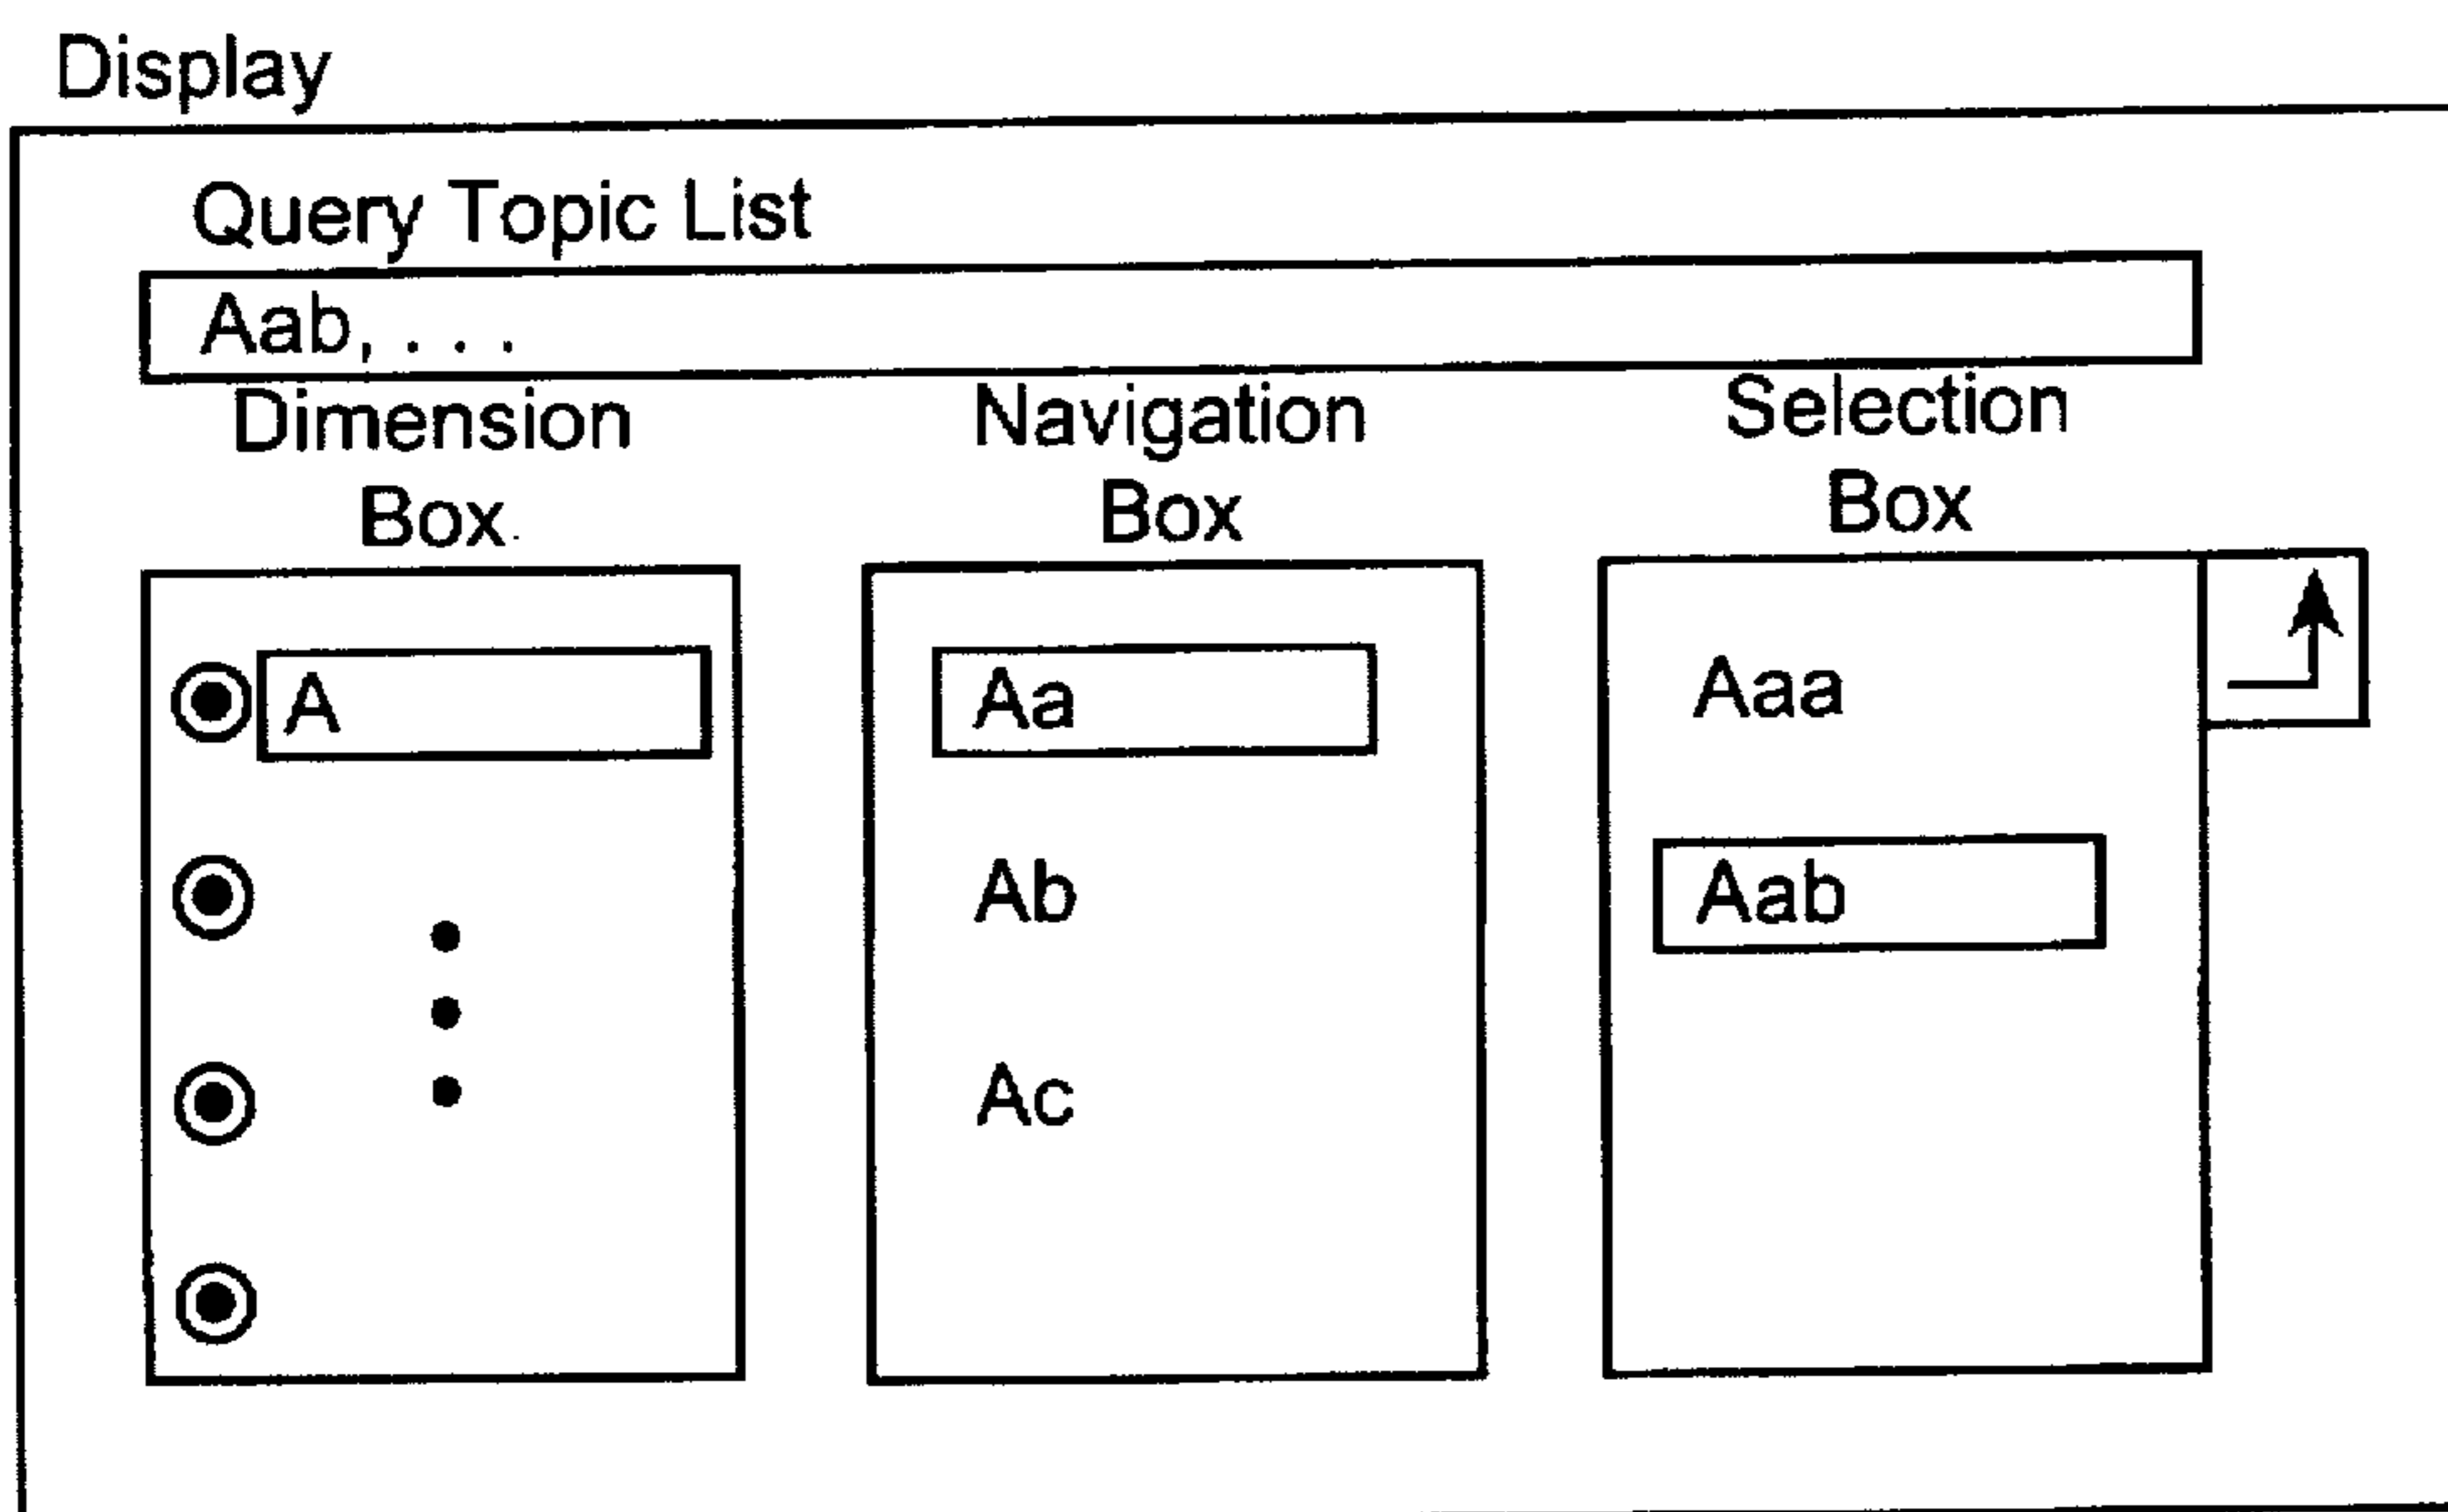 Display
Query Topic List
Aab, . . .
Dimension Box
Navigation Box
Selection Box
A
Aa
Aaa
Ab
Aab
Ac